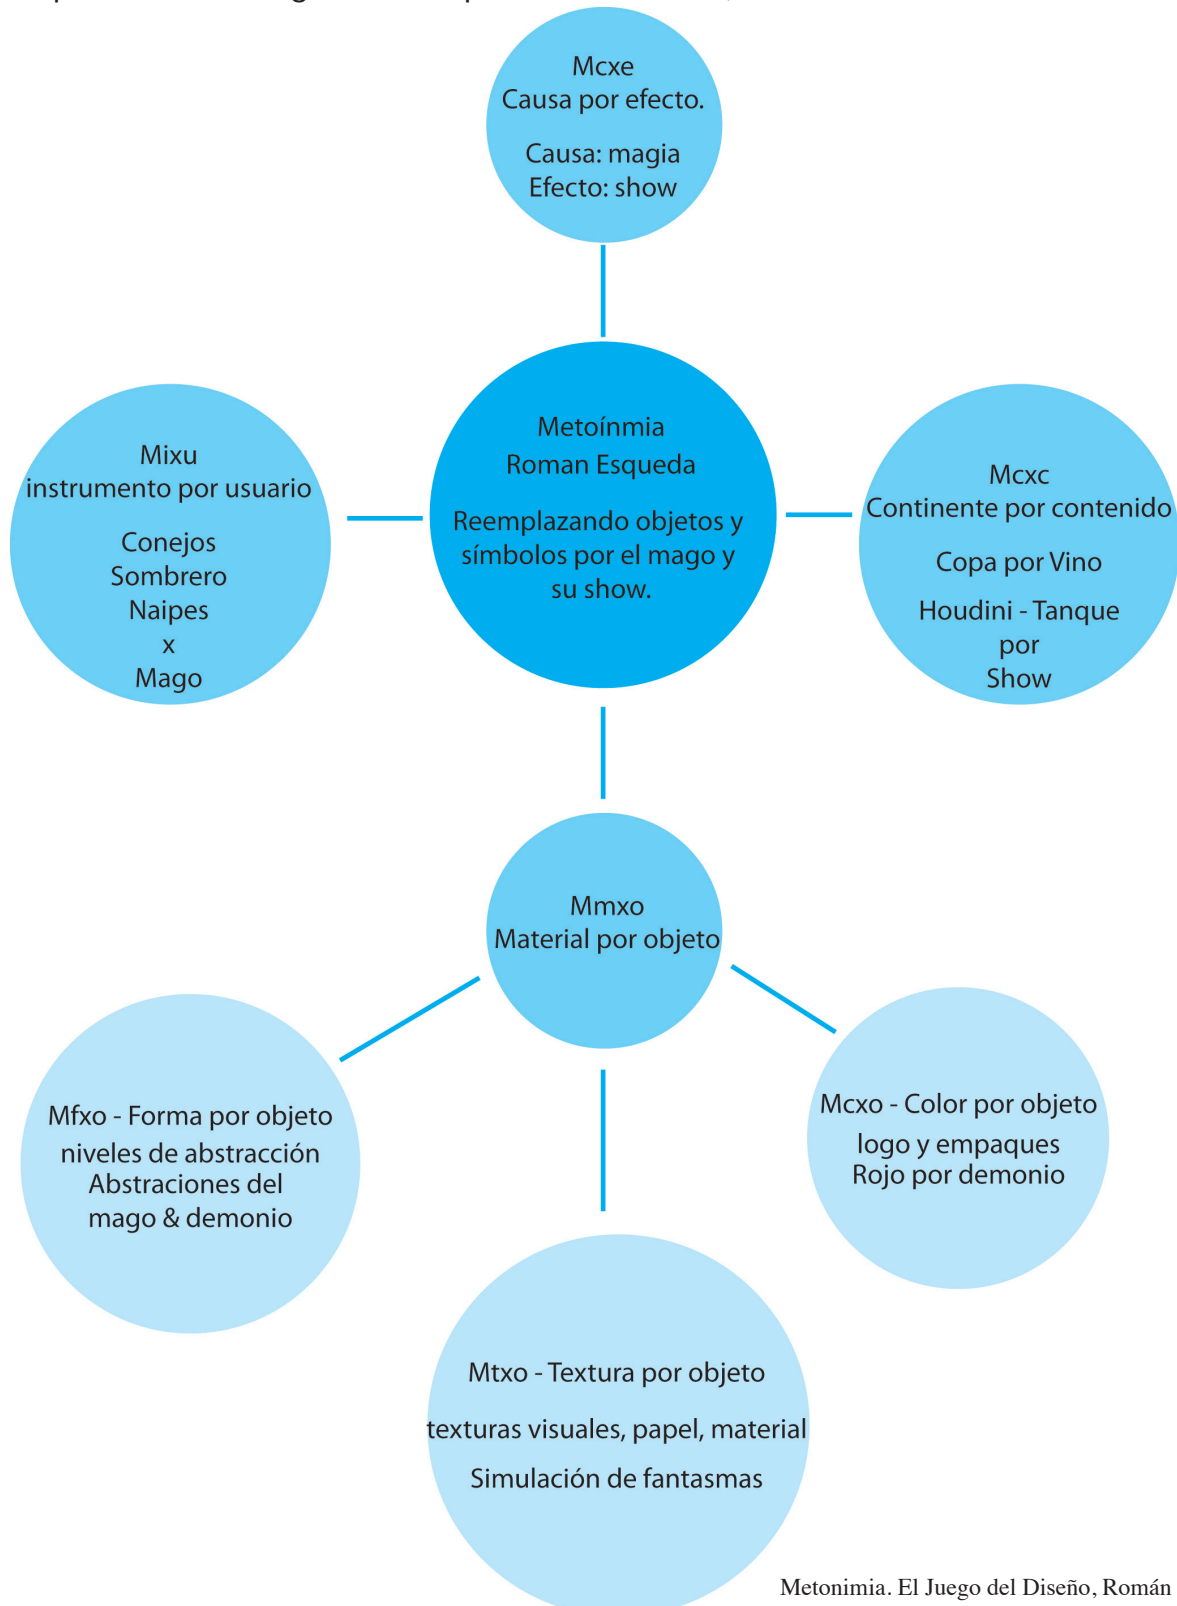 Mcxe
Causa por efecto.
Causa: magia
Efecto: show
Metoínmia
Roman Esqueda
Reemplazando objetos y
símbolos por el mago y
su show.
Mixu
instrumento por usuario
Conejos
Sombrero
Naipes
x
Mago
Mcxc
Continente por contenido
Copa por Vino
Houdini - Tanque
por
Show
Mmxo
Material por objeto
Mfxo - Forma por objeto
niveles de abstracción
Abstraciones del
mago & demonio
Mcxo - Color por objeto
logo y empaques
Rojo por demonio
Mtxo - Textura por objeto
texturas visuales, papel, material
Simulación de fantasmas
Metonimia. El Juego del Diseño, Román